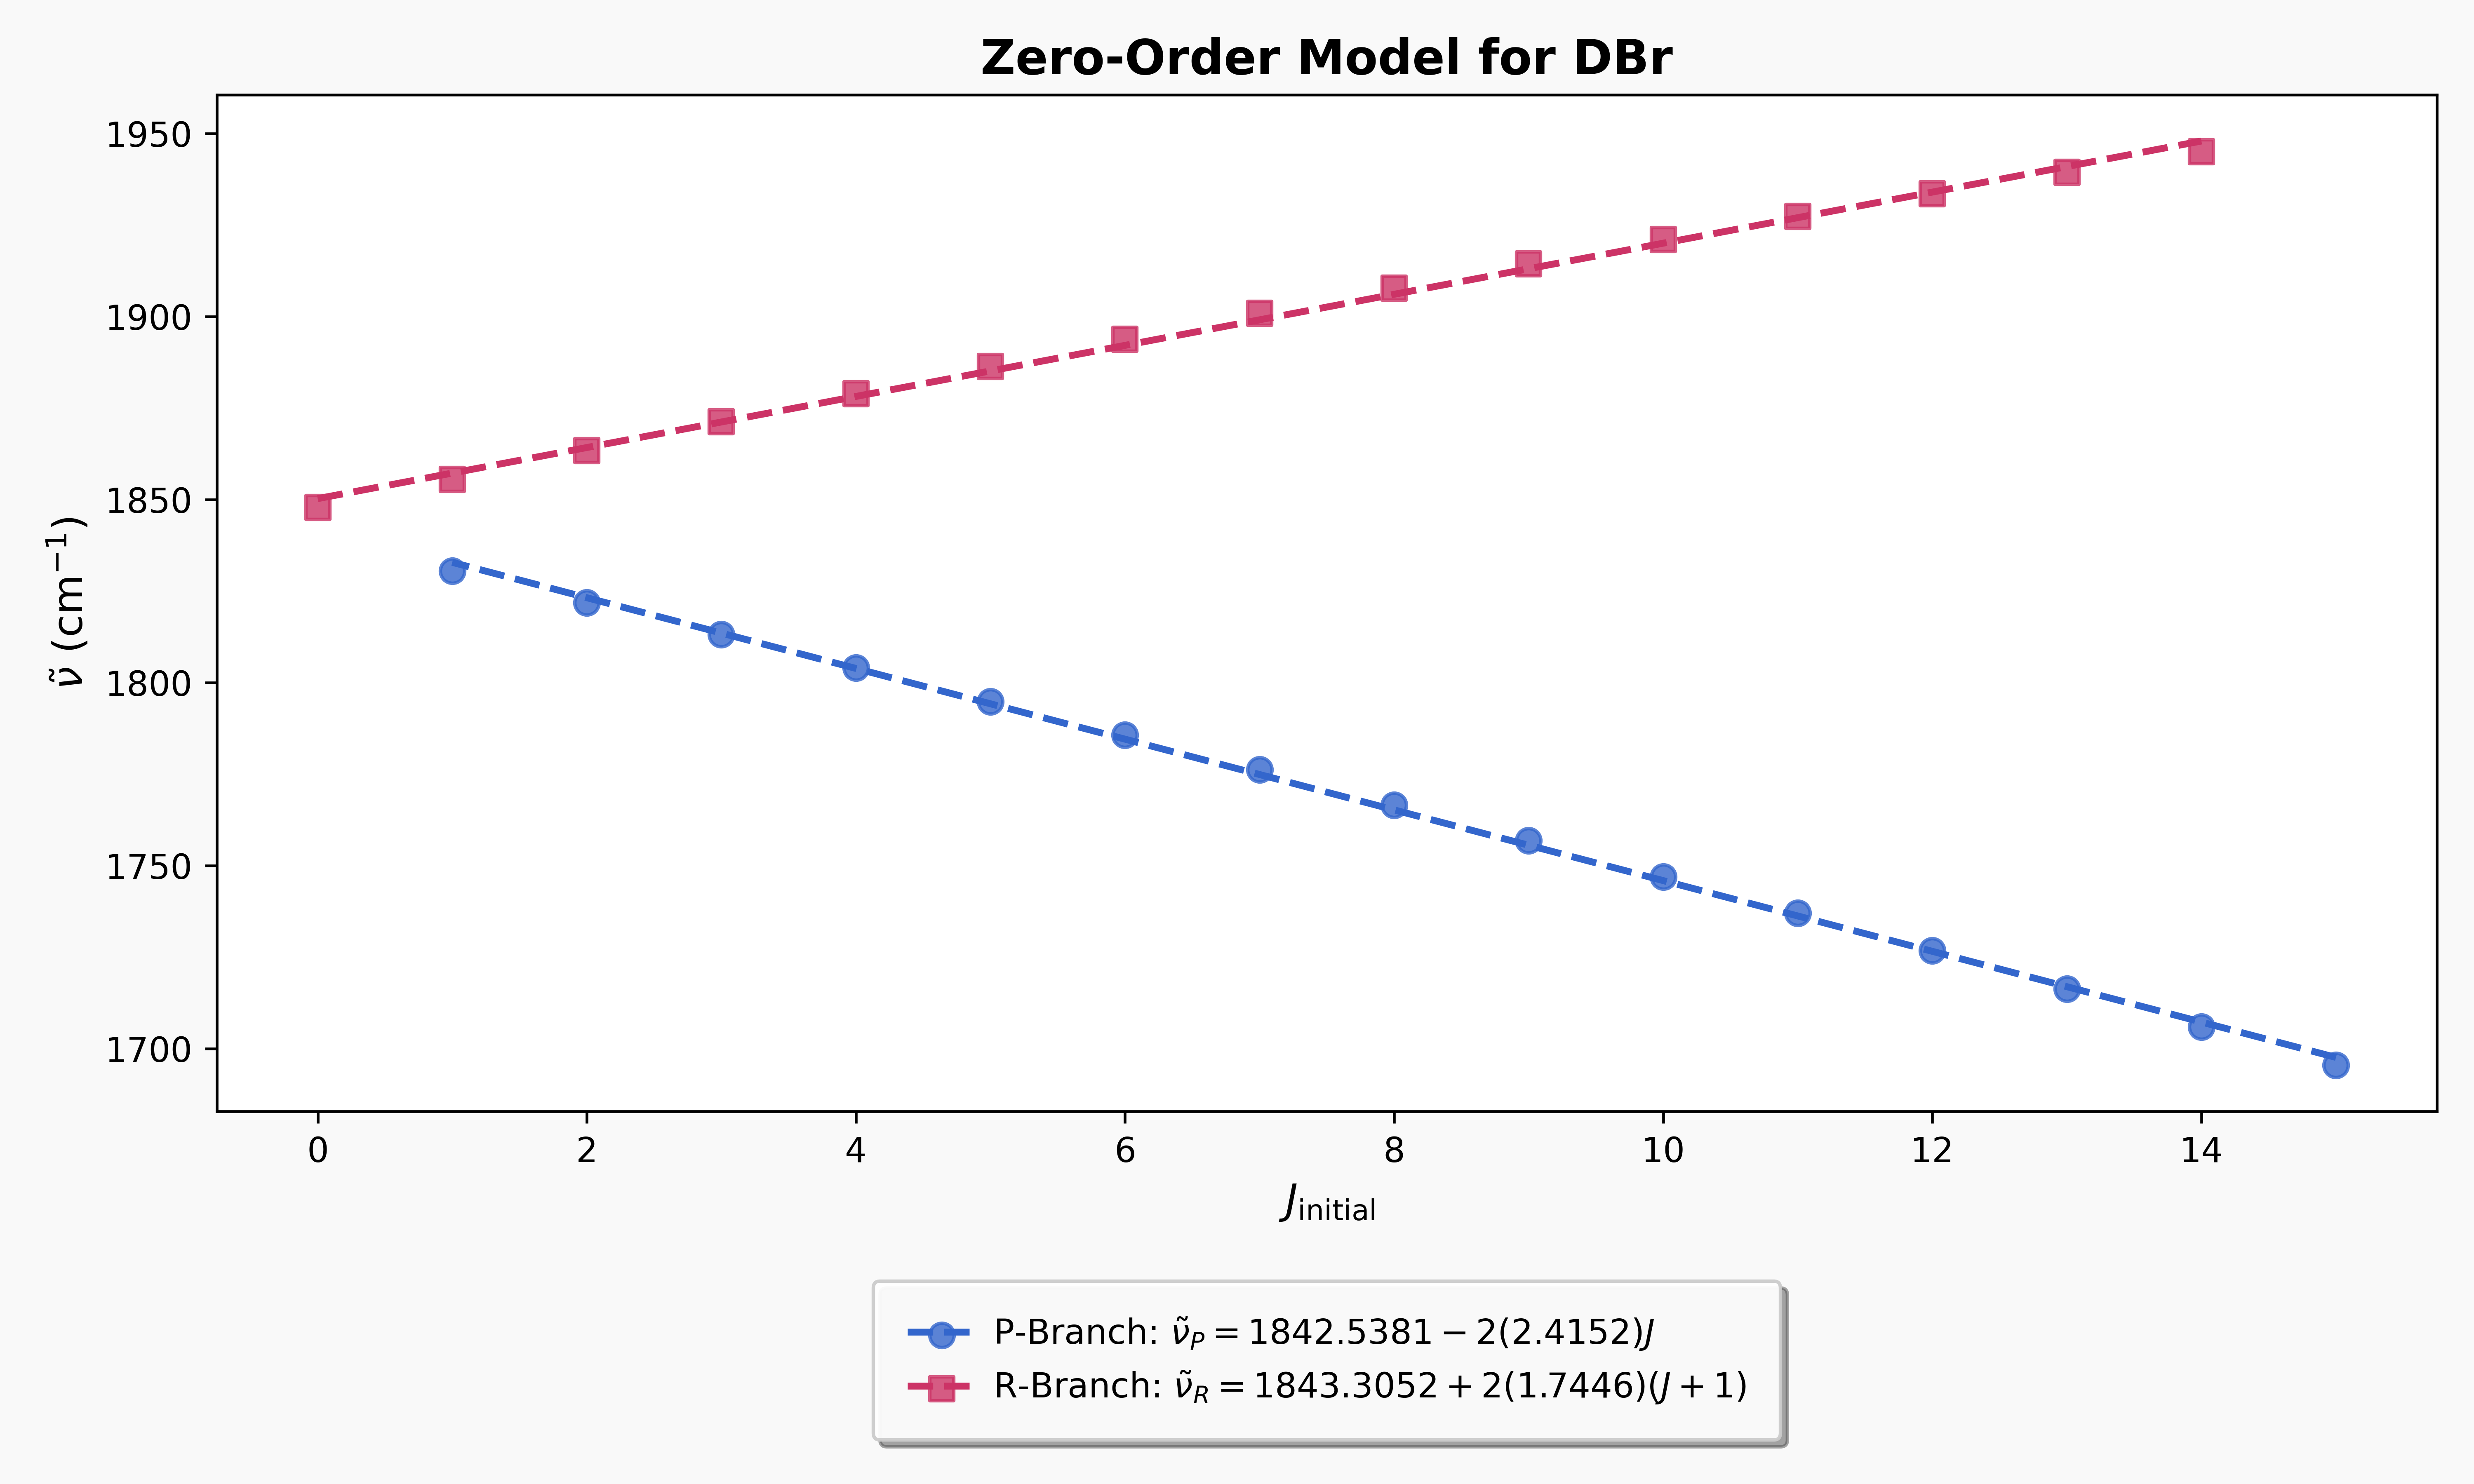 Zero-Order Model for DBr
1950
1900
1850
1800
1750
1700
ν̃ (cm⁻¹)
0 2 4 6 8 10 12 14
J_initial
P-Branch: ν̃_P = 1842.5381 − 2(2.4152)J
R-Branch: ν̃_R = 1843.3052 + 2(1.7446)(J + 1)